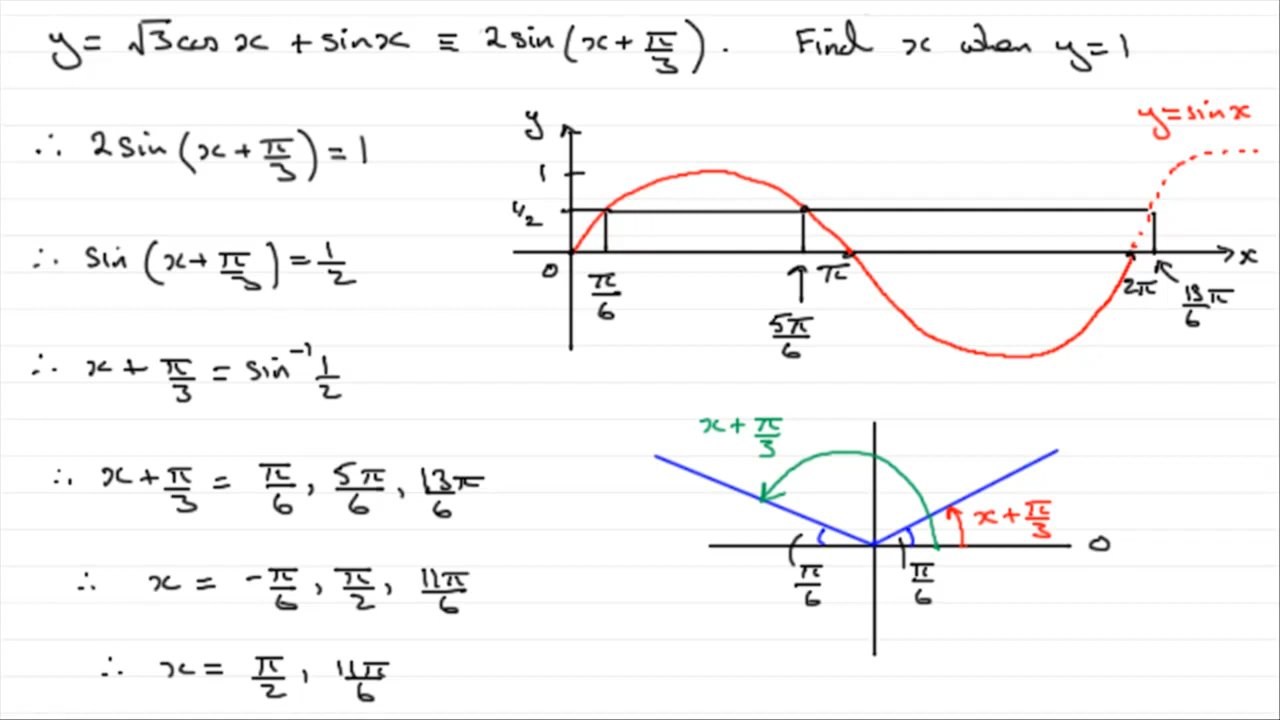 y = √3cos x + sin x ≡ 2sin(x + π/3). Find x when y = 1
∴ 2sin(x + π/3) = 1
∴ sin(x + π/3) = 1/2
∴ x + π/3 = sin⁻¹ 1/2
∴ x + π/3 = π/6, 5π/6, 13π/6
∴ x = -π/6, π/2, 11π/6
∴ x = π/2, 11π/6
y
y = sin x
1
1/2
0
π/6
5π/6
π
2π
13π/6
x
x + π/3
x + π/3
0
π/6
π/6